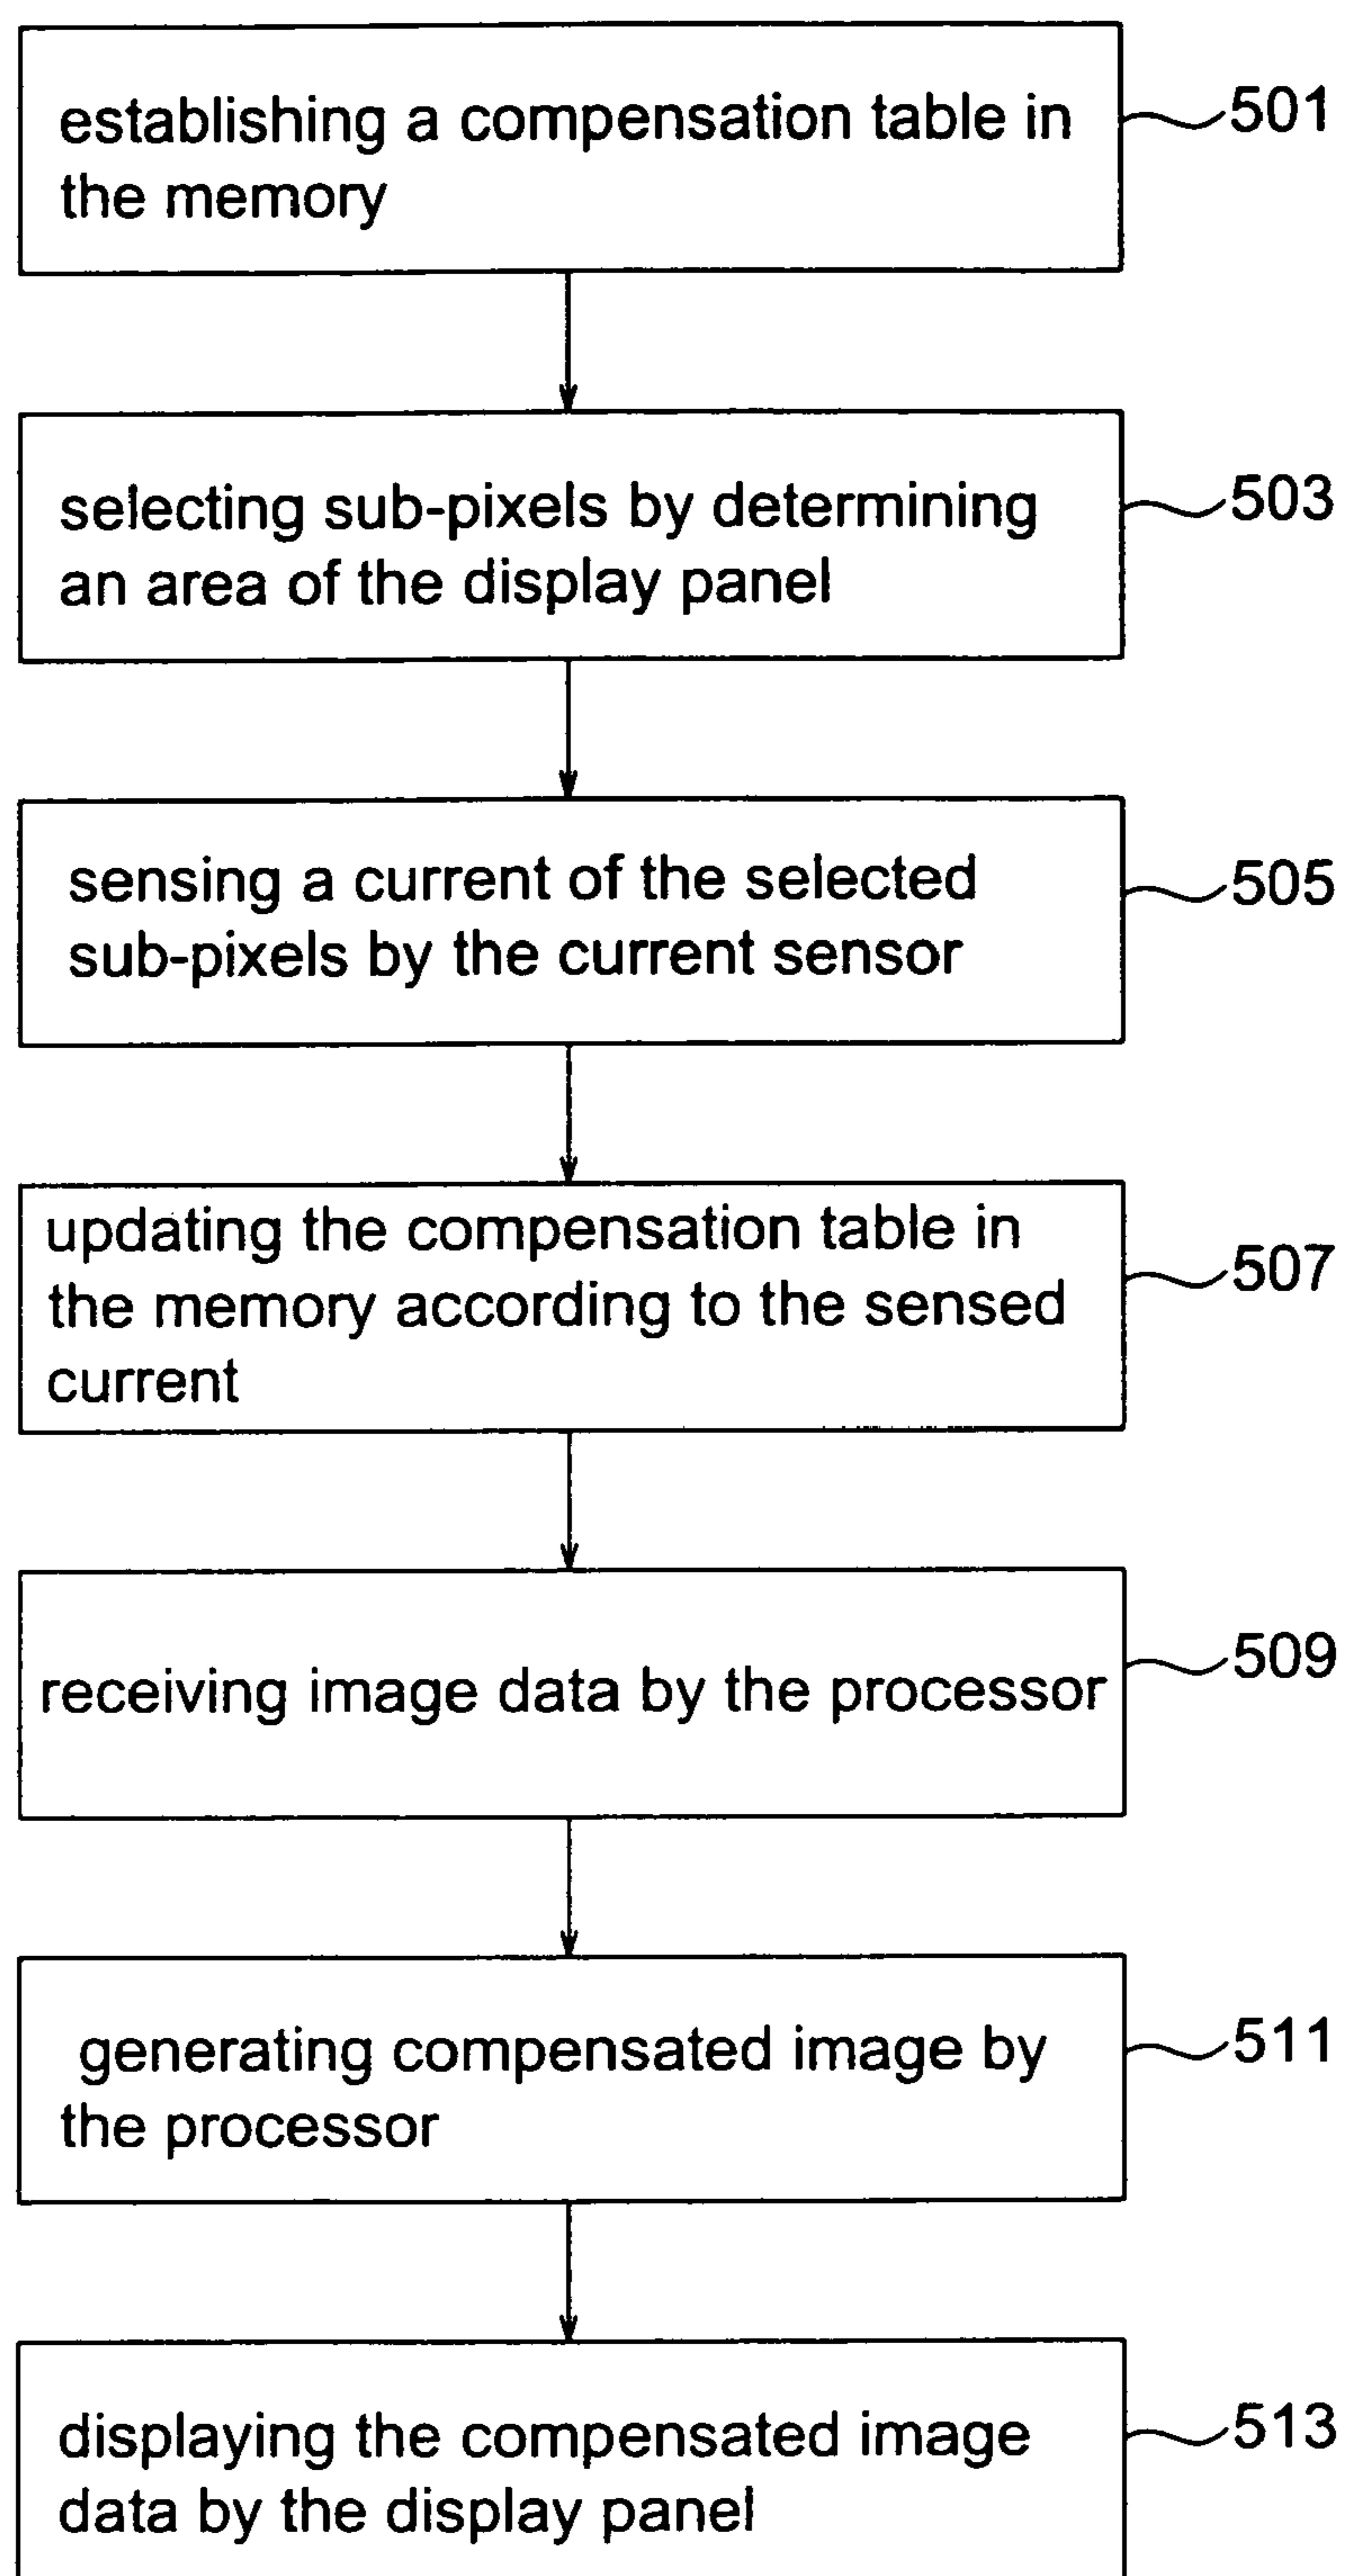 establishing a compensation table in
the memory
501
selecting sub-pixels by determining
an area of the display panel
503
sensing a current of the selected
sub-pixels by the current sensor
505
updating the compensation table in
the memory according to the sensed
current
507
receiving image data by the processor
509
generating compensated image by
the processor
511
displaying the compensated image
data by the display panel
513